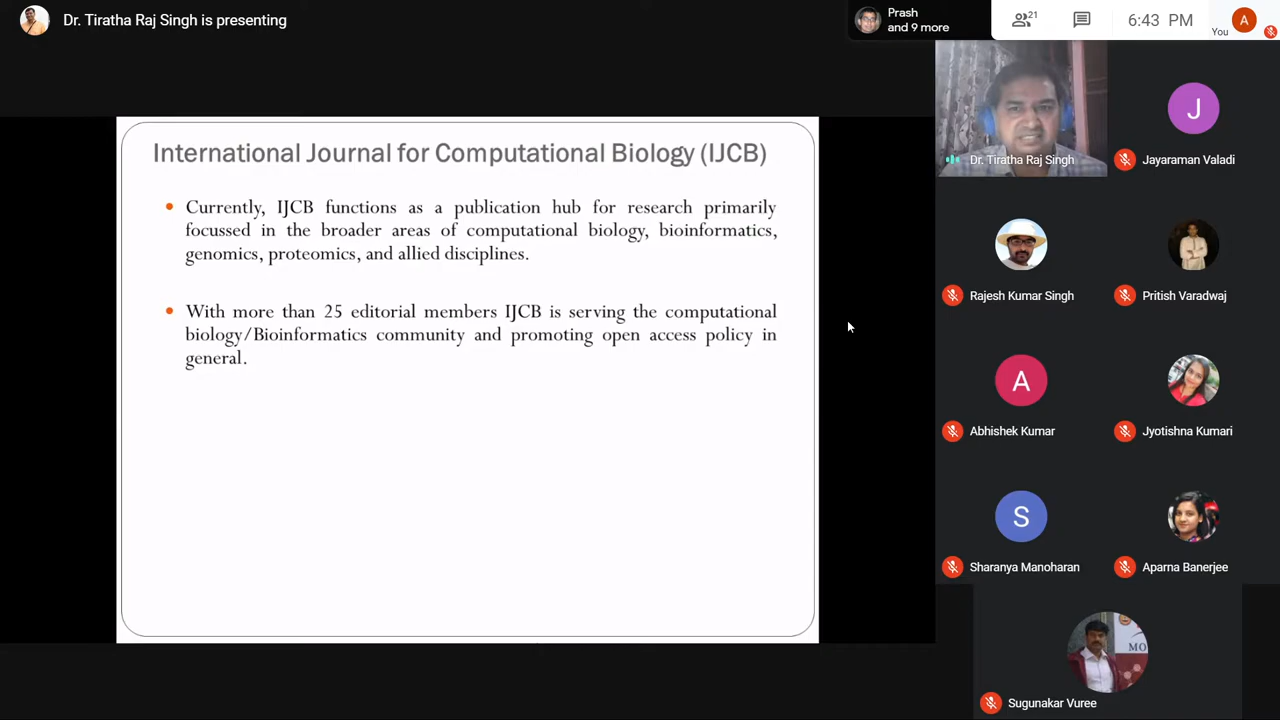 Dr. Tiratha Raj Singh is presenting
Prash
and 9 more
21
6:43 PM
You
A
International Journal for Computational Biology (IJCB)
Currently, IJCB functions as a publication hub for research primarily
focussed in the broader areas of computational biology, bioinformatics,
genomics, proteomics, and allied disciplines.
With more than 25 editorial members IJCB is serving the computational
biology/Bioinformatics community and promoting open access policy in
general.
Dr. Tiratha Raj Singh
J
Jayaraman Valadi
Rajesh Kumar Singh
Pritish Varadwaj
A
Abhishek Kumar
Jyotishna Kumari
S
Sharanya Manoharan
Aparna Banerjee
MO
Sugunakar Vuree